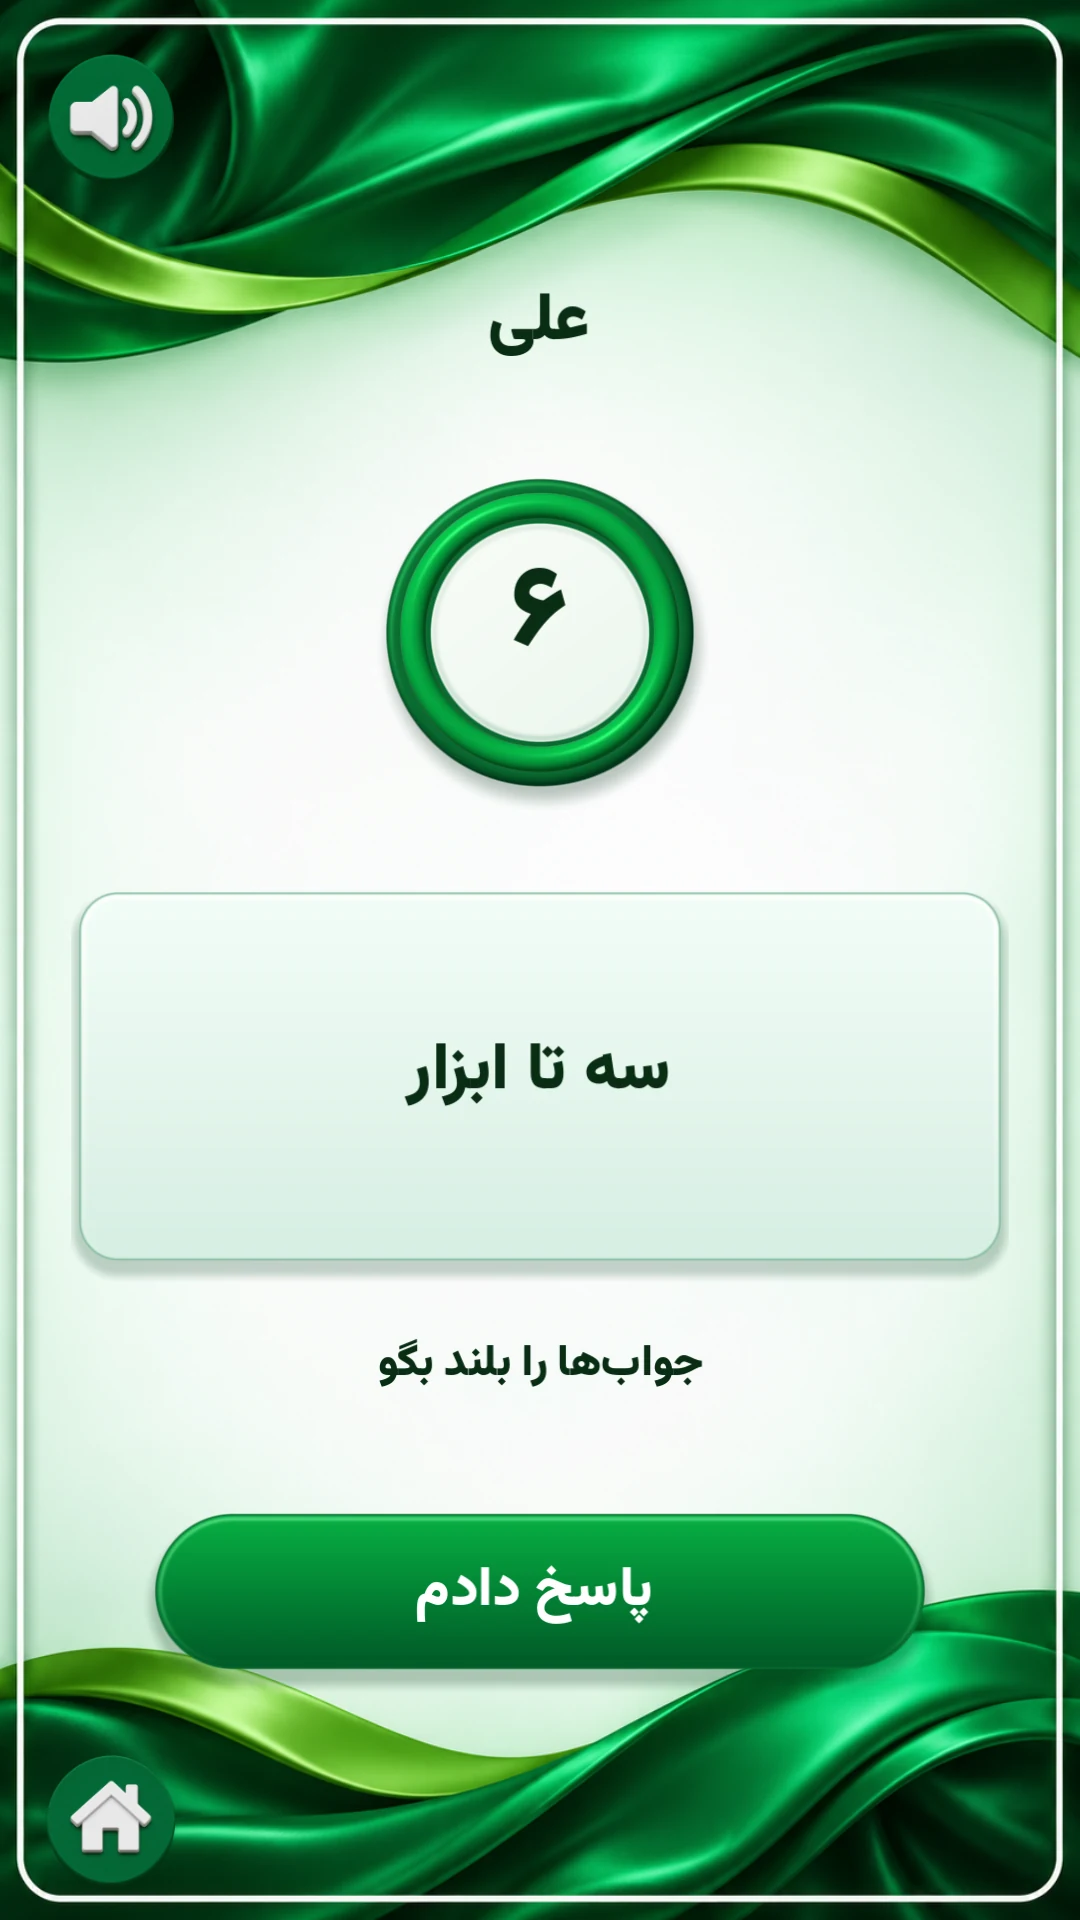 علی
۶
سه تا ابزار
جواب‌ها را بلند بگو
پاسخ دادم